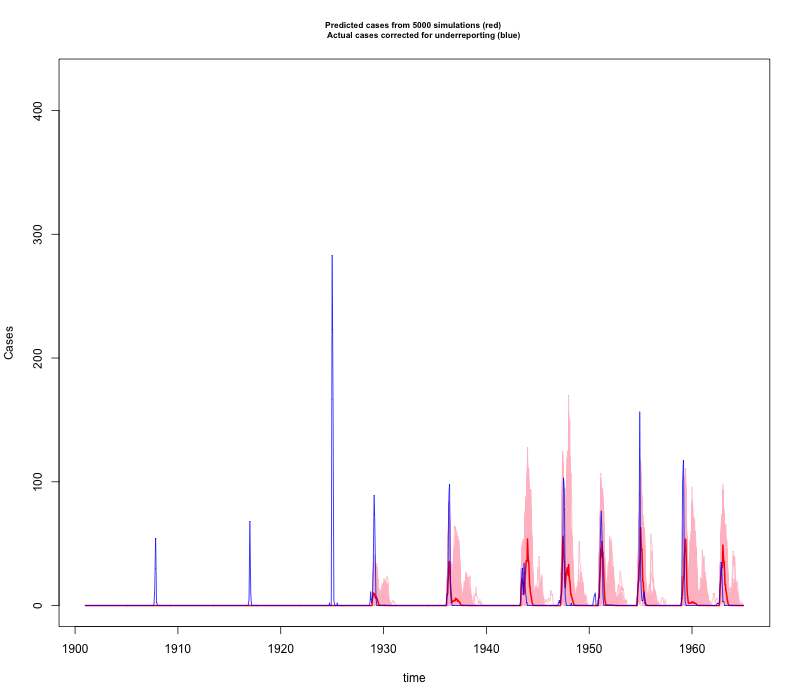 Predicted cases from 5000 simulations (red)
Actual cases corrected for underreporting (blue)
400
300
200
100
0
Cases
1900 1910 1920 1930 1940 1950 1960
time